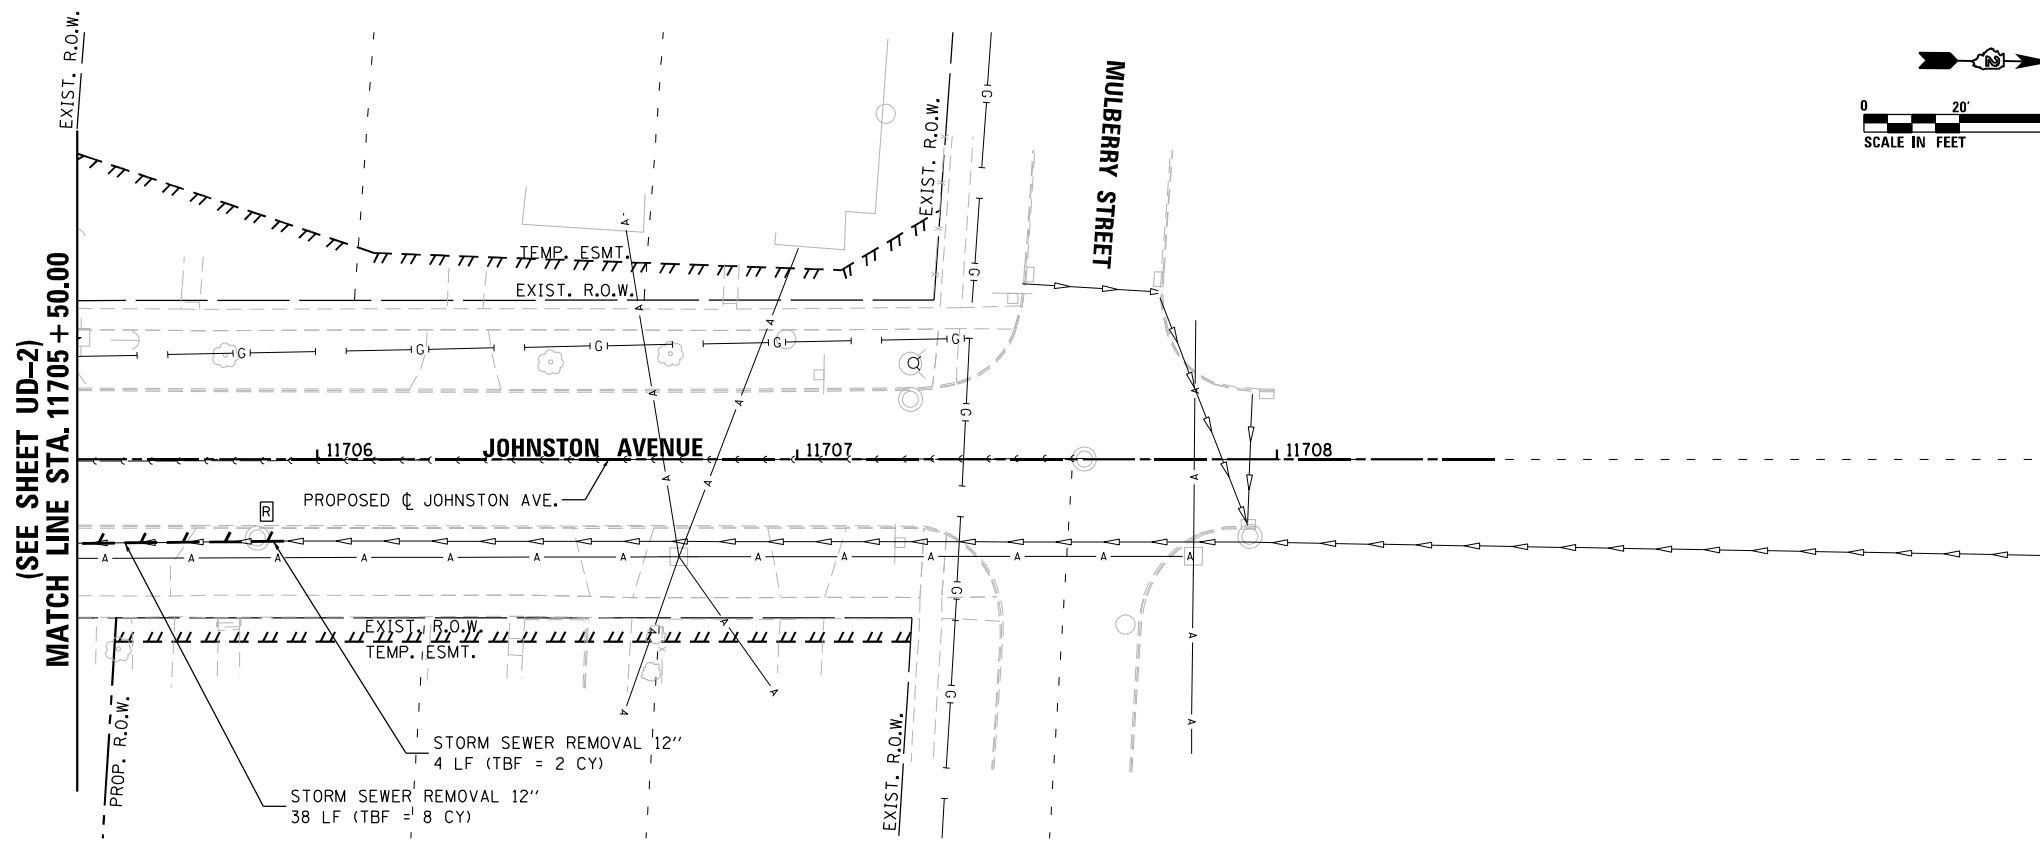 EXIST. R.O.W.
EXIST. R.O.W.
MULBERRY STREET
0 20'
SCALE IN FEET
TEMP. ESMT.
EXIST. R.O.W.
(SEE SHEET UD-2)
MATCH LINE STA. 11705 + 50.00
G G G G G
G
G
G
G
G
G
A
A
A
A
A
A
A
A
A
11706 JOHNSTON AVENUE 11707 11708
R
PROPOSED ℄ JOHNSTON AVE.
A A A A A A A A A A A A A
EXIST. R.O.W.
TEMP. ESMT.
A
A
A
A
A
A
PROP. R.O.W.
EXIST. R.O.W.
STORM SEWER REMOVAL 12"
4 LF (TBF = 2 CY)
STORM SEWER REMOVAL 12"
38 LF (TBF = 8 CY)